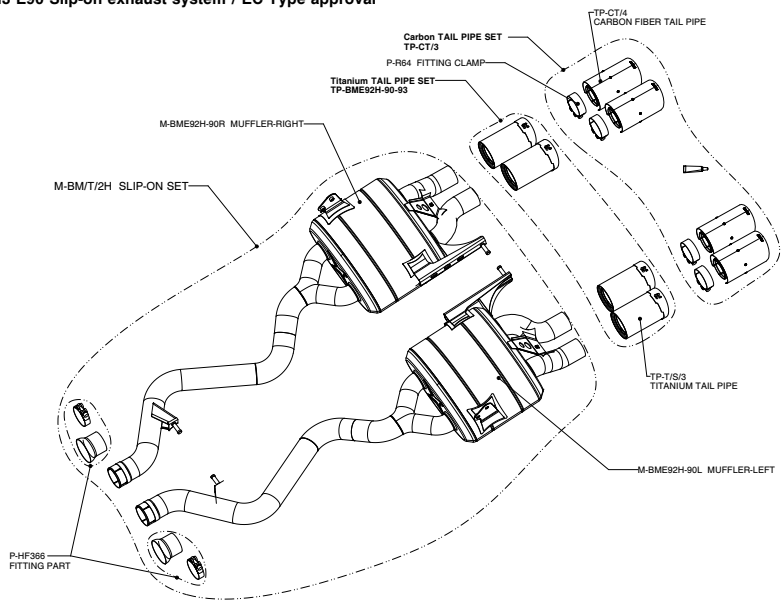 E90 Slip-on exhaust system / EC Type approval
TP-CT/4
CARBON FIBER TAIL PIPE
Carbon TAIL PIPE SET
TP-CT/3
P-R64 FITTING CLAMP
Titanium TAIL PIPE SET
TP-BME92H-90-93
M-BME92H-90R MUFFLER-RIGHT
M-BM/T/2H SLIP-ON SET
TP-T/S/3
TITANIUM TAIL PIPE
M-BME92H-90L MUFFLER-LEFT
P-HF366
FITTING PART